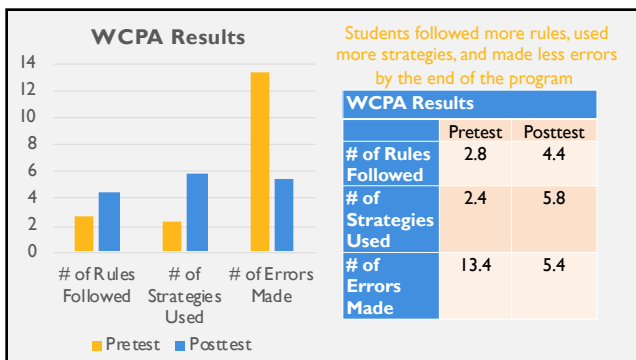 WCPA Results
14
12
10
8
6
4
2
0
# of Rules
Followed
# of
Strategies
Used
# of Errors
Made
Pretest Posttest
Students followed more rules, used
more strategies, and made less errors
by the end of the program
WCPA Results
Pretest Posttest
# of Rules
Followed
2.8 4.4
# of
Strategies
Used
2.4 5.8
# of
Errors
Made
13.4 5.4